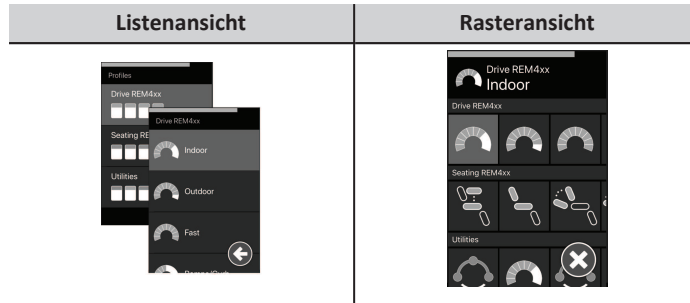 Listenansicht
Rasteransicht
Profiles
Drive REM4xx
Seating RE
Utilities
Drive REM4xx
Indoor
Outdoor
Fast
Drive REM4xx
Indoor
Drive REM4xx
Seating REM4xx
Utilities